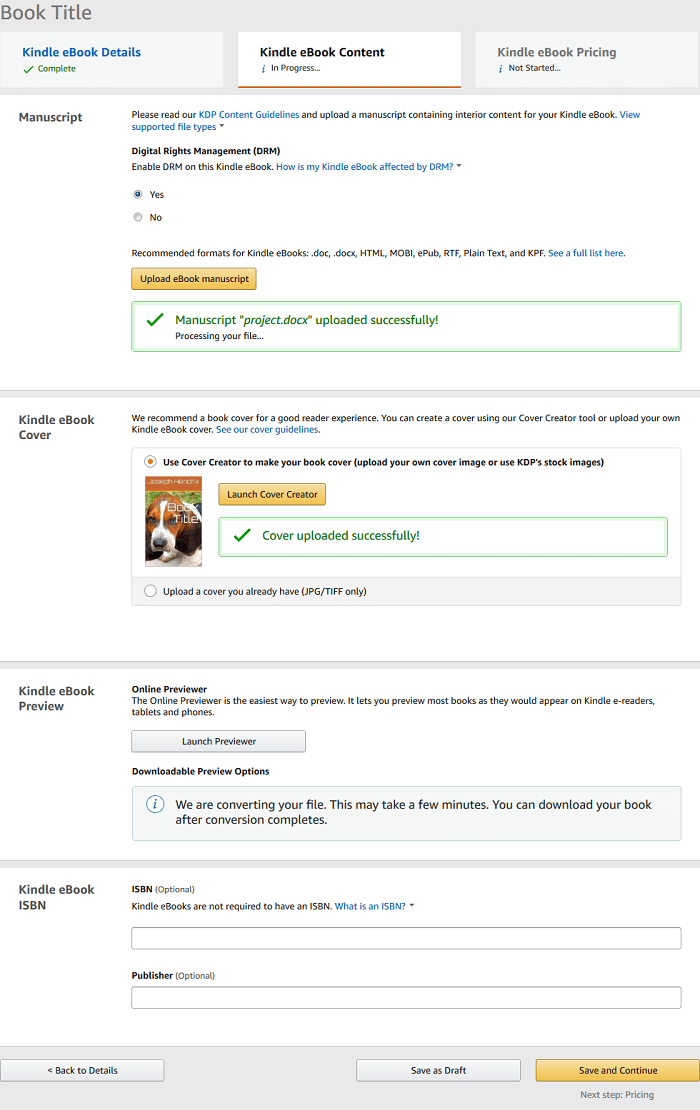 Book Title
Kindle eBook Details
Complete
Kindle eBook Content
In Progress...
Kindle eBook Pricing
Not Started...
Manuscript
Please read our KDP Content Guidelines and upload a manuscript containing interior content for your Kindle eBook. View
supported file types
Digital Rights Management (DRM)
Enable DRM on this Kindle eBook. How is my Kindle eBook affected by DRM?
Yes
No
Recommended formats for Kindle eBooks: .doc, .docx, HTML, MOBI, ePub, RTF, Plain Text, and KPF. See a full list here.
Upload eBook manuscript
Manuscript "project.docx" uploaded successfully!
Processing your file...
Kindle eBook
Cover
We recommend a book cover for a good reader experience. You can create a cover using our Cover Creator tool or upload your own
Kindle eBook cover. See our cover guidelines.
Use Cover Creator to make your book cover (upload your own cover image or use KDP's stock images)
Joseph Hendrix
Book
Title
Launch Cover Creator
Cover uploaded successfully!
Upload a cover you already have (JPG/TIFF only)
Kindle eBook
Preview
Online Previewer
The Online Previewer is the easiest way to preview. It lets you preview most books as they would appear on Kindle e-readers,
tablets and phones.
Launch Previewer
Downloadable Preview Options
We are converting your file. This may take a few minutes. You can download your book
after conversion completes.
Kindle eBook
ISBN
ISBN (Optional)
Kindle eBooks are not required to have an ISBN. What is an ISBN?
Publisher (Optional)
< Back to Details
Save as Draft
Save and Continue
Next step: Pricing